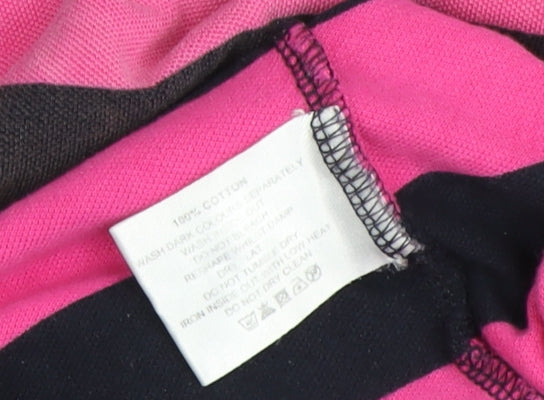 100% COTTON
WASH DARK COLOURS SEPARATELY
WASH INSIDE OUT
DO NOT BLEACH
RESHAPE WHILST DAMP
DRY FLAT
DO NOT TUMBLE DRY
IRON INSIDE OUT WITH LOW HEAT
DO NOT DRY CLEAN